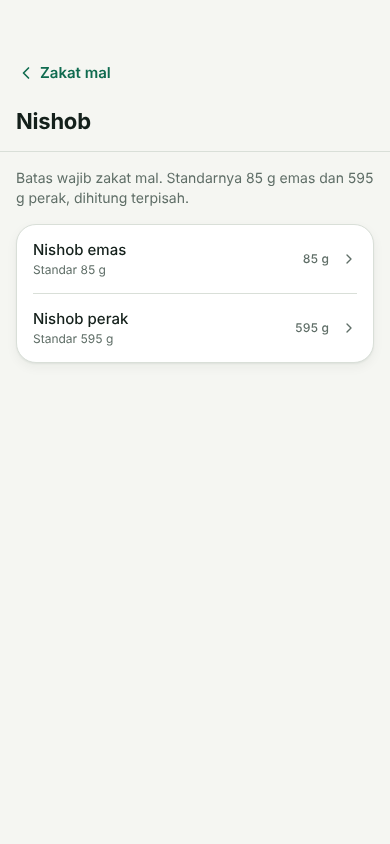 Zakat mal
Nishob
Batas wajib zakat mal. Standarnya 85 g emas dan 595
g perak, dihitung terpisah.
Nishob emas
Standar 85 g
85 g
Nishob perak
Standar 595 g
595 g